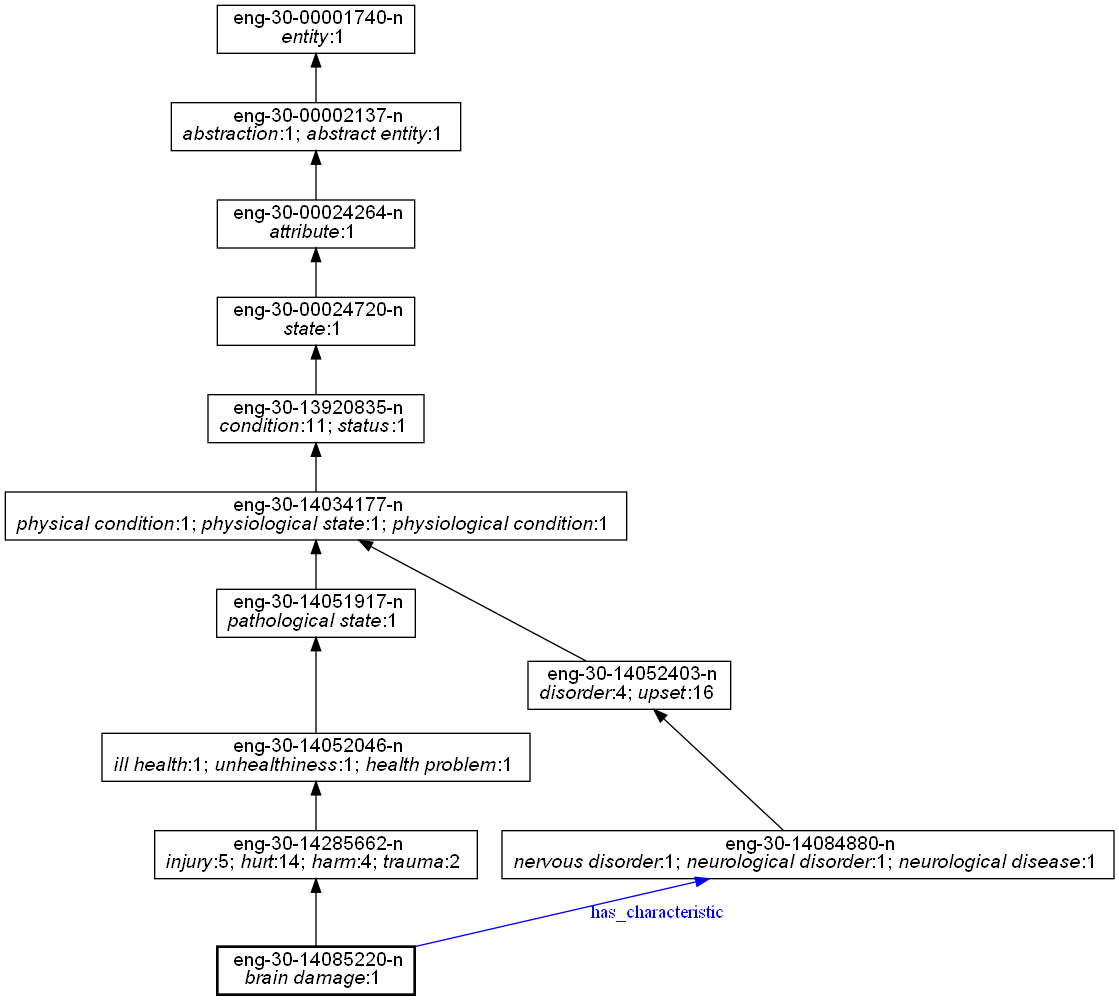 eng-30-00001740-n
entity:1
eng-30-00002137-n
abstraction:1; abstract entity:1
eng-30-00024264-n
attribute:1
eng-30-00024720-n
state:1
eng-30-13920835-n
condition:11; status:1
eng-30-14034177-n
physical condition:1; physiological state:1; physiological condition:1
eng-30-14051917-n
pathological state:1
eng-30-14052403-n
disorder:4; upset:16
eng-30-14052046-n
ill health:1; unhealthiness:1; health problem:1
eng-30-14285662-n
injury:5; hurt:14; harm:4; trauma:2
eng-30-14084880-n
nervous disorder:1; neurological disorder:1; neurological disease:1
has_characteristic
eng-30-14085220-n
brain damage:1